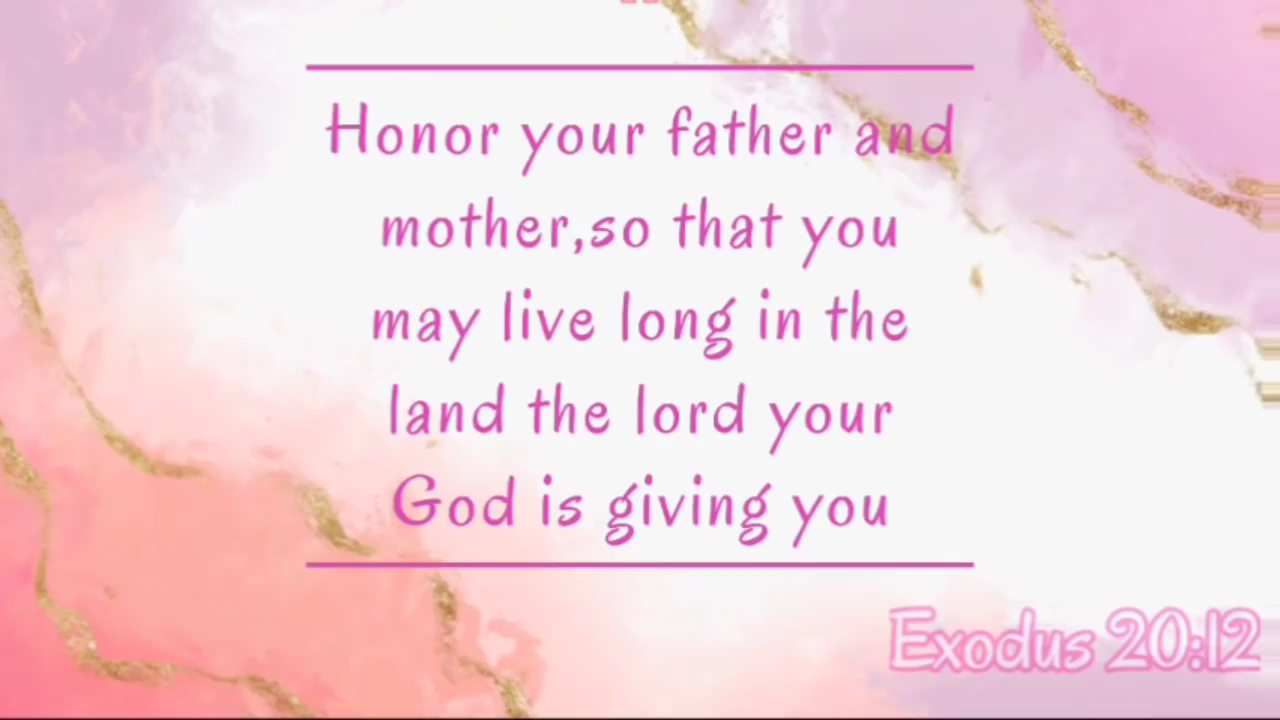 Honor your father and
mother,so that you
may live long in the
land the lord your
God is giving you
Exodus 20:12